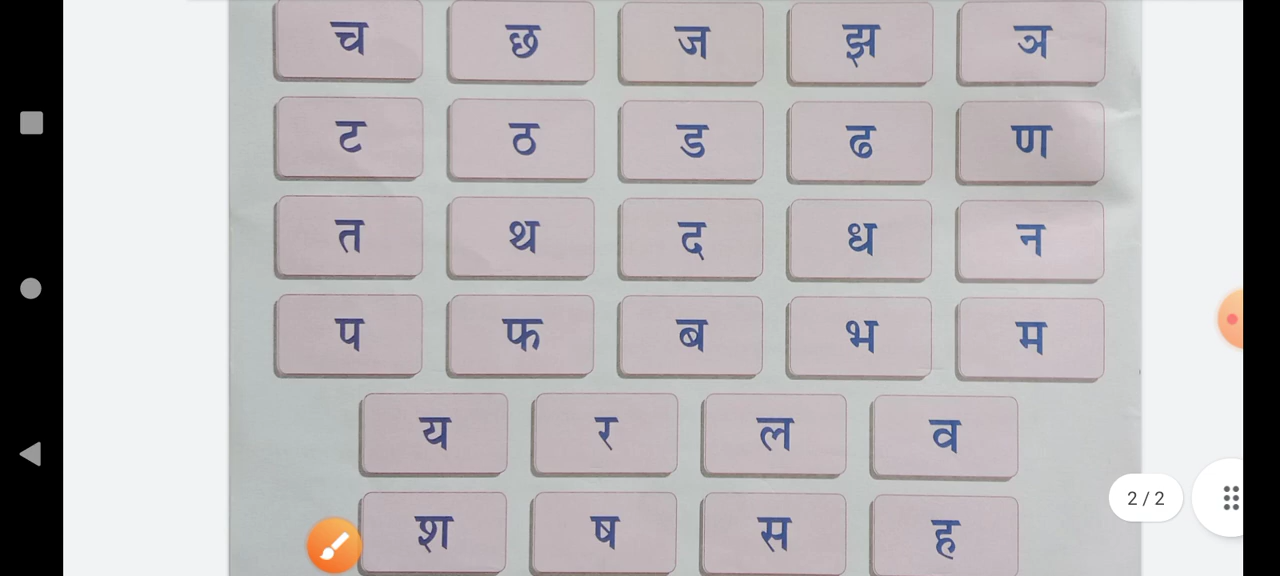 च छ ज झ ञ
ट ठ ड ढ ण
त थ द ध न
प फ ब भ म
य र ल व
श ष स ह
2 / 2